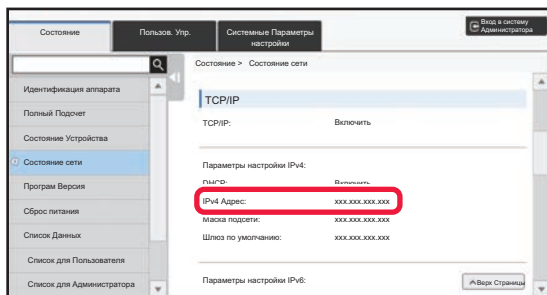 Состояние
Пользов. Упр.
Системные Параметры
настройки
Вход в систему
Администратора
Состояние > Состояние сети
Идентификация аппарата
Полный Подсчет
Состояние Устройства
Состояние сети
Програм Версия
Сброс питания
Список Данных
Список для Пользователя
Список для Администратора
TCP/IP
TCP/IP: Включить
Параметры настройки IPv4:
DHCP: Включить
IPv4 Адрес: xxx.xxx.xxx.xxx
Маска подсети: xxx.xxx.xxx.xxx
Шлюз по умолчанию: xxx.xxx.xxx.xxx
Параметры настройки IPv6:
Верх Страницы